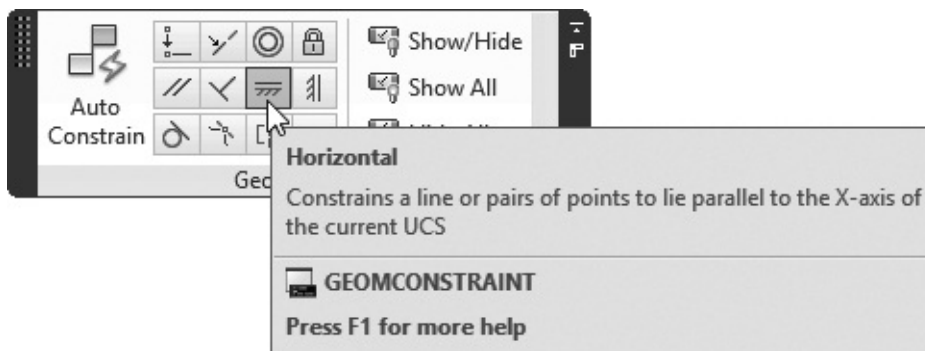 Show/Hide
Show All
Auto
Constrain
Geo
Horizontal
Constrains a line or pairs of points to lie parallel to the X-axis of
the current UCS
GEOMCONSTRAINT
Press F1 for more help